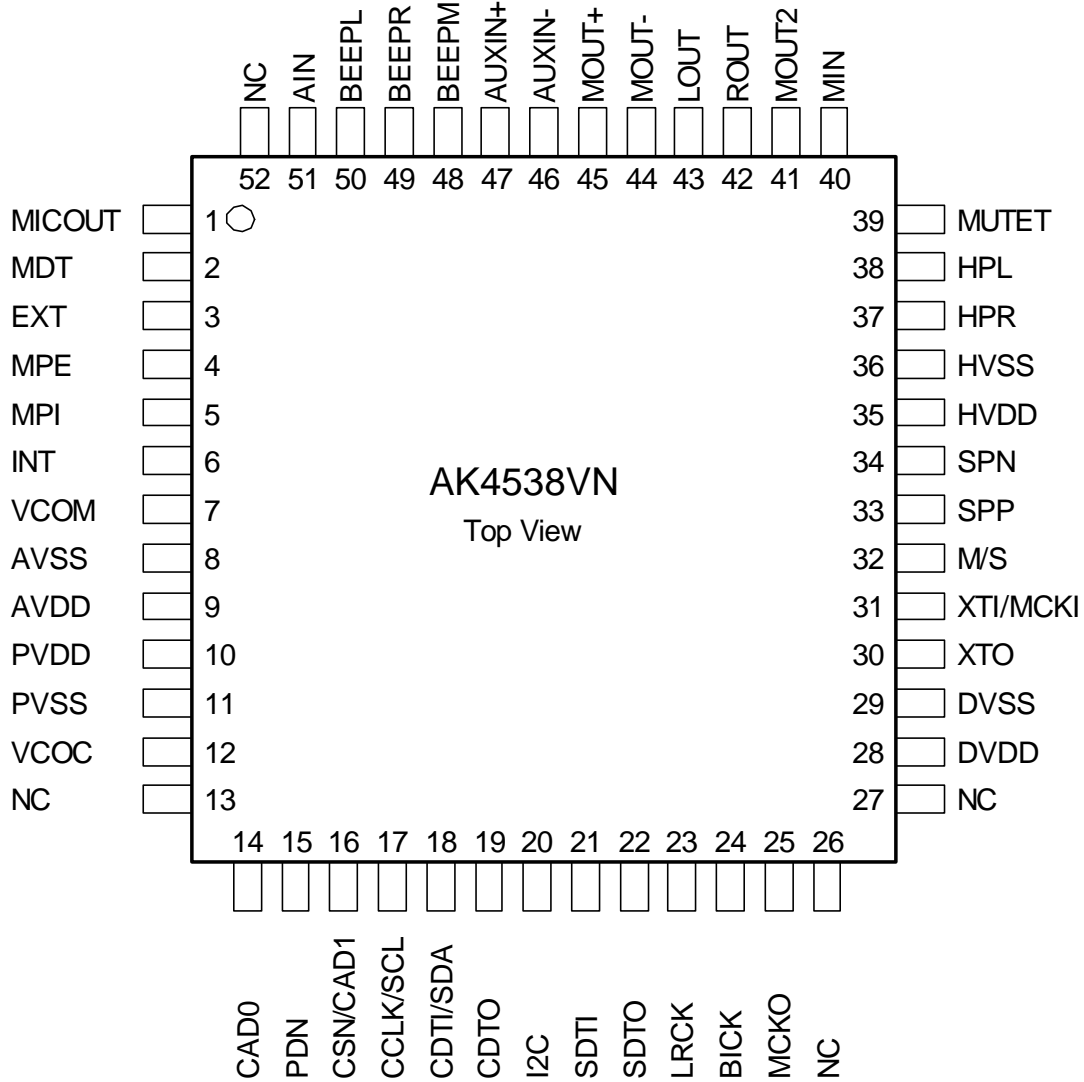 NC
AIN
BEEPL
BEEPR
BEEPM
AUXIN+
AUXIN-
MOUT+
MOUT-
LOUT
ROUT
MOUT2
MIN
52 51 50 49 48 47 46 45 44 43 42 41 40
MICOUT 1 39 MUTET
MDT 2 38 HPL
EXT 3 37 HPR
MPE 4 36 HVSS
MPI 5 35 HVDD
INT 6 34 SPN
AK4538VN
VCOM 7 33 SPP
Top View
AVSS 8 32 M/S
AVDD 9 31 XTI/MCKI
PVDD 10 30 XTO
PVSS 11 29 DVSS
VCOC 12 28 DVDD
NC 13 27 NC
14 15 16 17 18 19 20 21 22 23 24 25 26
CAD0
PDN
CSN/CAD1
CCLK/SCL
CDTI/SDA
CDTO
I2C
SDTI
SDTO
LRCK
BICK
MCKO
NC